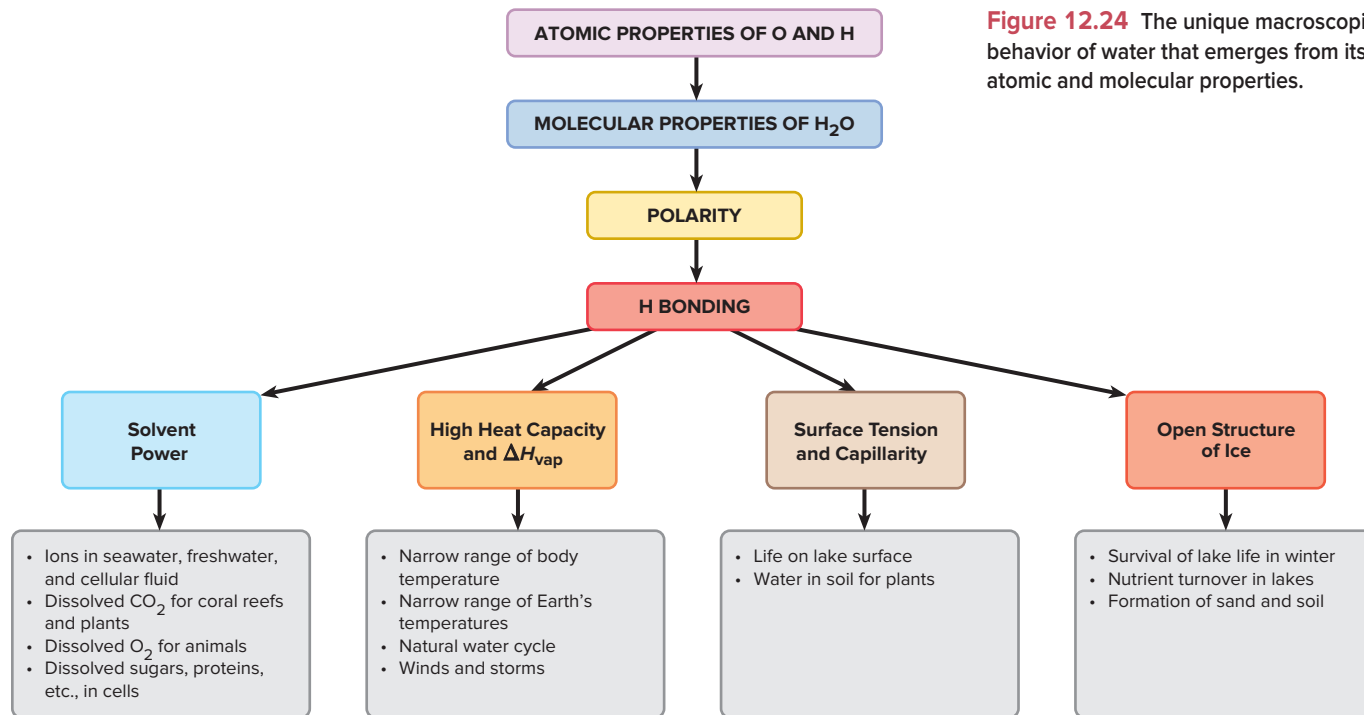 ATOMIC PROPERTIES OF O AND H
Figure 12.24 The unique macroscopi
behavior of water that emerges from its
atomic and molecular properties.
MOLECULAR PROPERTIES OF H₂O
POLARITY
H BONDING
Solvent
Power
High Heat Capacity
and ΔHvap
Surface Tension
and Capillarity
Open Structure
of Ice
• Ions in seawater, freshwater,
and cellular fluid
• Dissolved CO₂ for coral reefs
and plants
• Dissolved O₂ for animals
• Dissolved sugars, proteins,
etc., in cells
• Narrow range of body
temperature
• Narrow range of Earth's
temperatures
• Natural water cycle
• Winds and storms
• Life on lake surface
• Water in soil for plants
• Survival of lake life in winter
• Nutrient turnover in lakes
• Formation of sand and soil